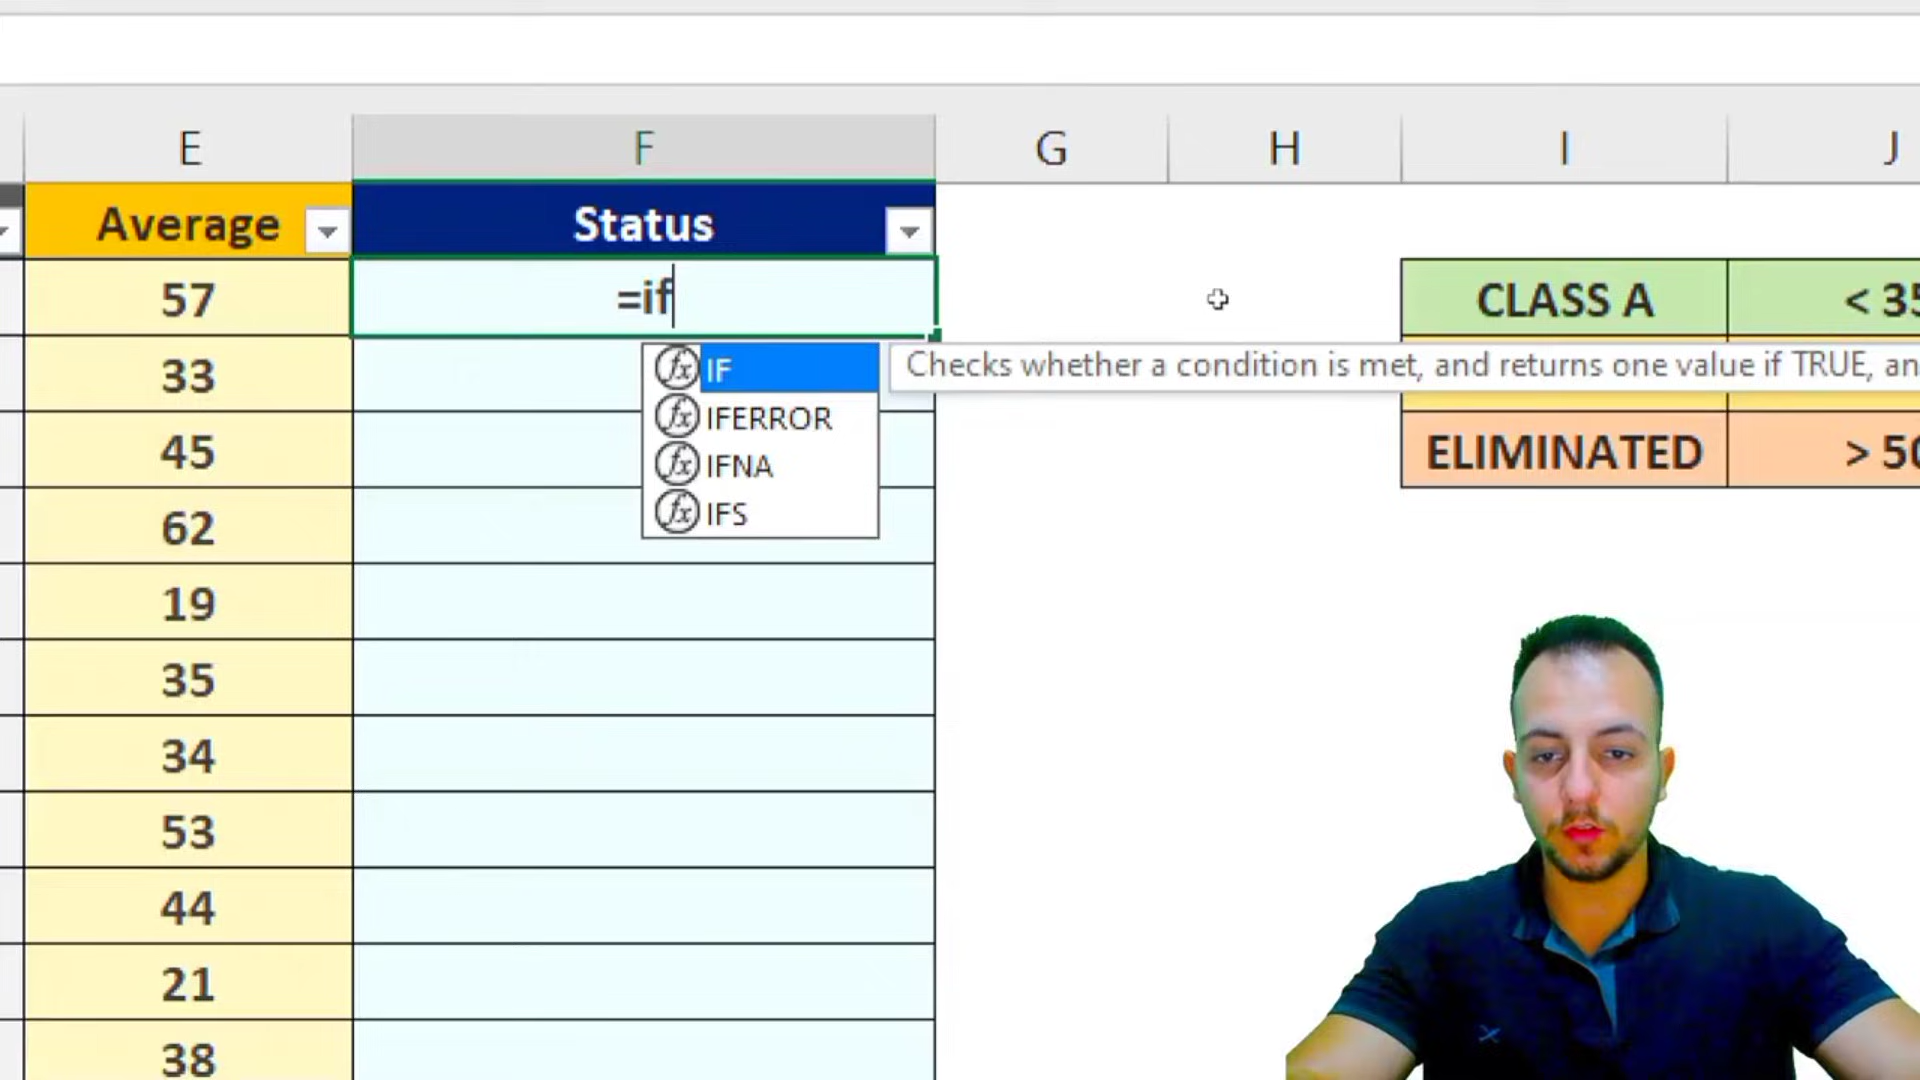 E F G H I J
Average Status
57 =if CLASS A < 35
IF Checks whether a condition is met, and returns one value if TRUE, an
33
IFERROR
45 IFNA ELIMINATED > 50
IFS
62
19
35
34
53
44
21
38